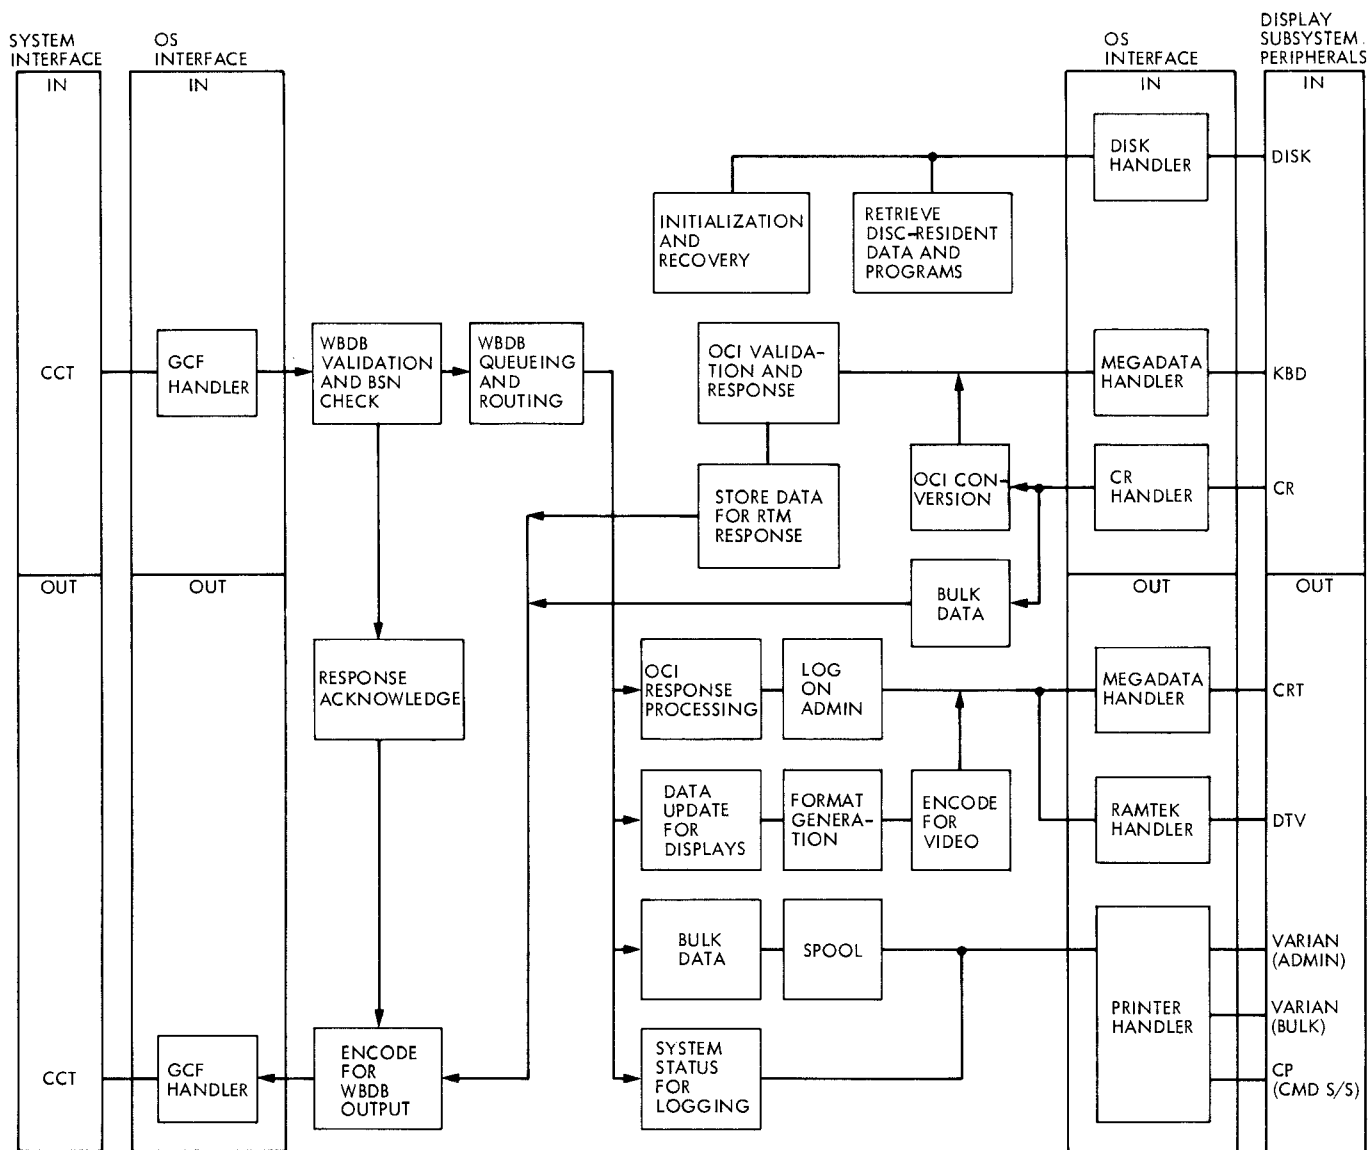 SYSTEM
INTERFACE
IN
OS
INTERFACE
IN
OS
INTERFACE
IN
DISPLAY
SUBSYSTEM
PERIPHERALS
IN
DISK
HANDLER
DISK
INITIALIZATION
AND
RECOVERY
RETRIEVE
DISC-RESIDENT
DATA AND
PROGRAMS
CCT
GCF
HANDLER
WBDB
VALIDATION
AND BSN
CHECK
WBDB
QUEUEING
AND
ROUTING
OCI VALIDA-
TION AND
RESPONSE
MEGADATA
HANDLER
KBD
STORE DATA
FOR RTM
RESPONSE
OCI CON-
VERSION
CR
HANDLER
CR
OUT
OUT
OUT
OUT
BULK
DATA
RESPONSE
ACKNOWLEDGE
OCI
RESPONSE
PROCESSING
LOG
ON
ADMIN
MEGADATA
HANDLER
CRT
DATA
UPDATE
FOR
DISPLAYS
FORMAT
GENERA-
TION
ENCODE
FOR
VIDEO
RAMTEK
HANDLER
DTV
BULK
DATA
SPOOL
PRINTER
HANDLER
VARIAN
(ADMIN)
VARIAN
(BULK)
CP
(CMD S/S)
CCT
GCF
HANDLER
ENCODE
FOR
WBDB
OUTPUT
SYSTEM
STATUS
FOR
LOGGING